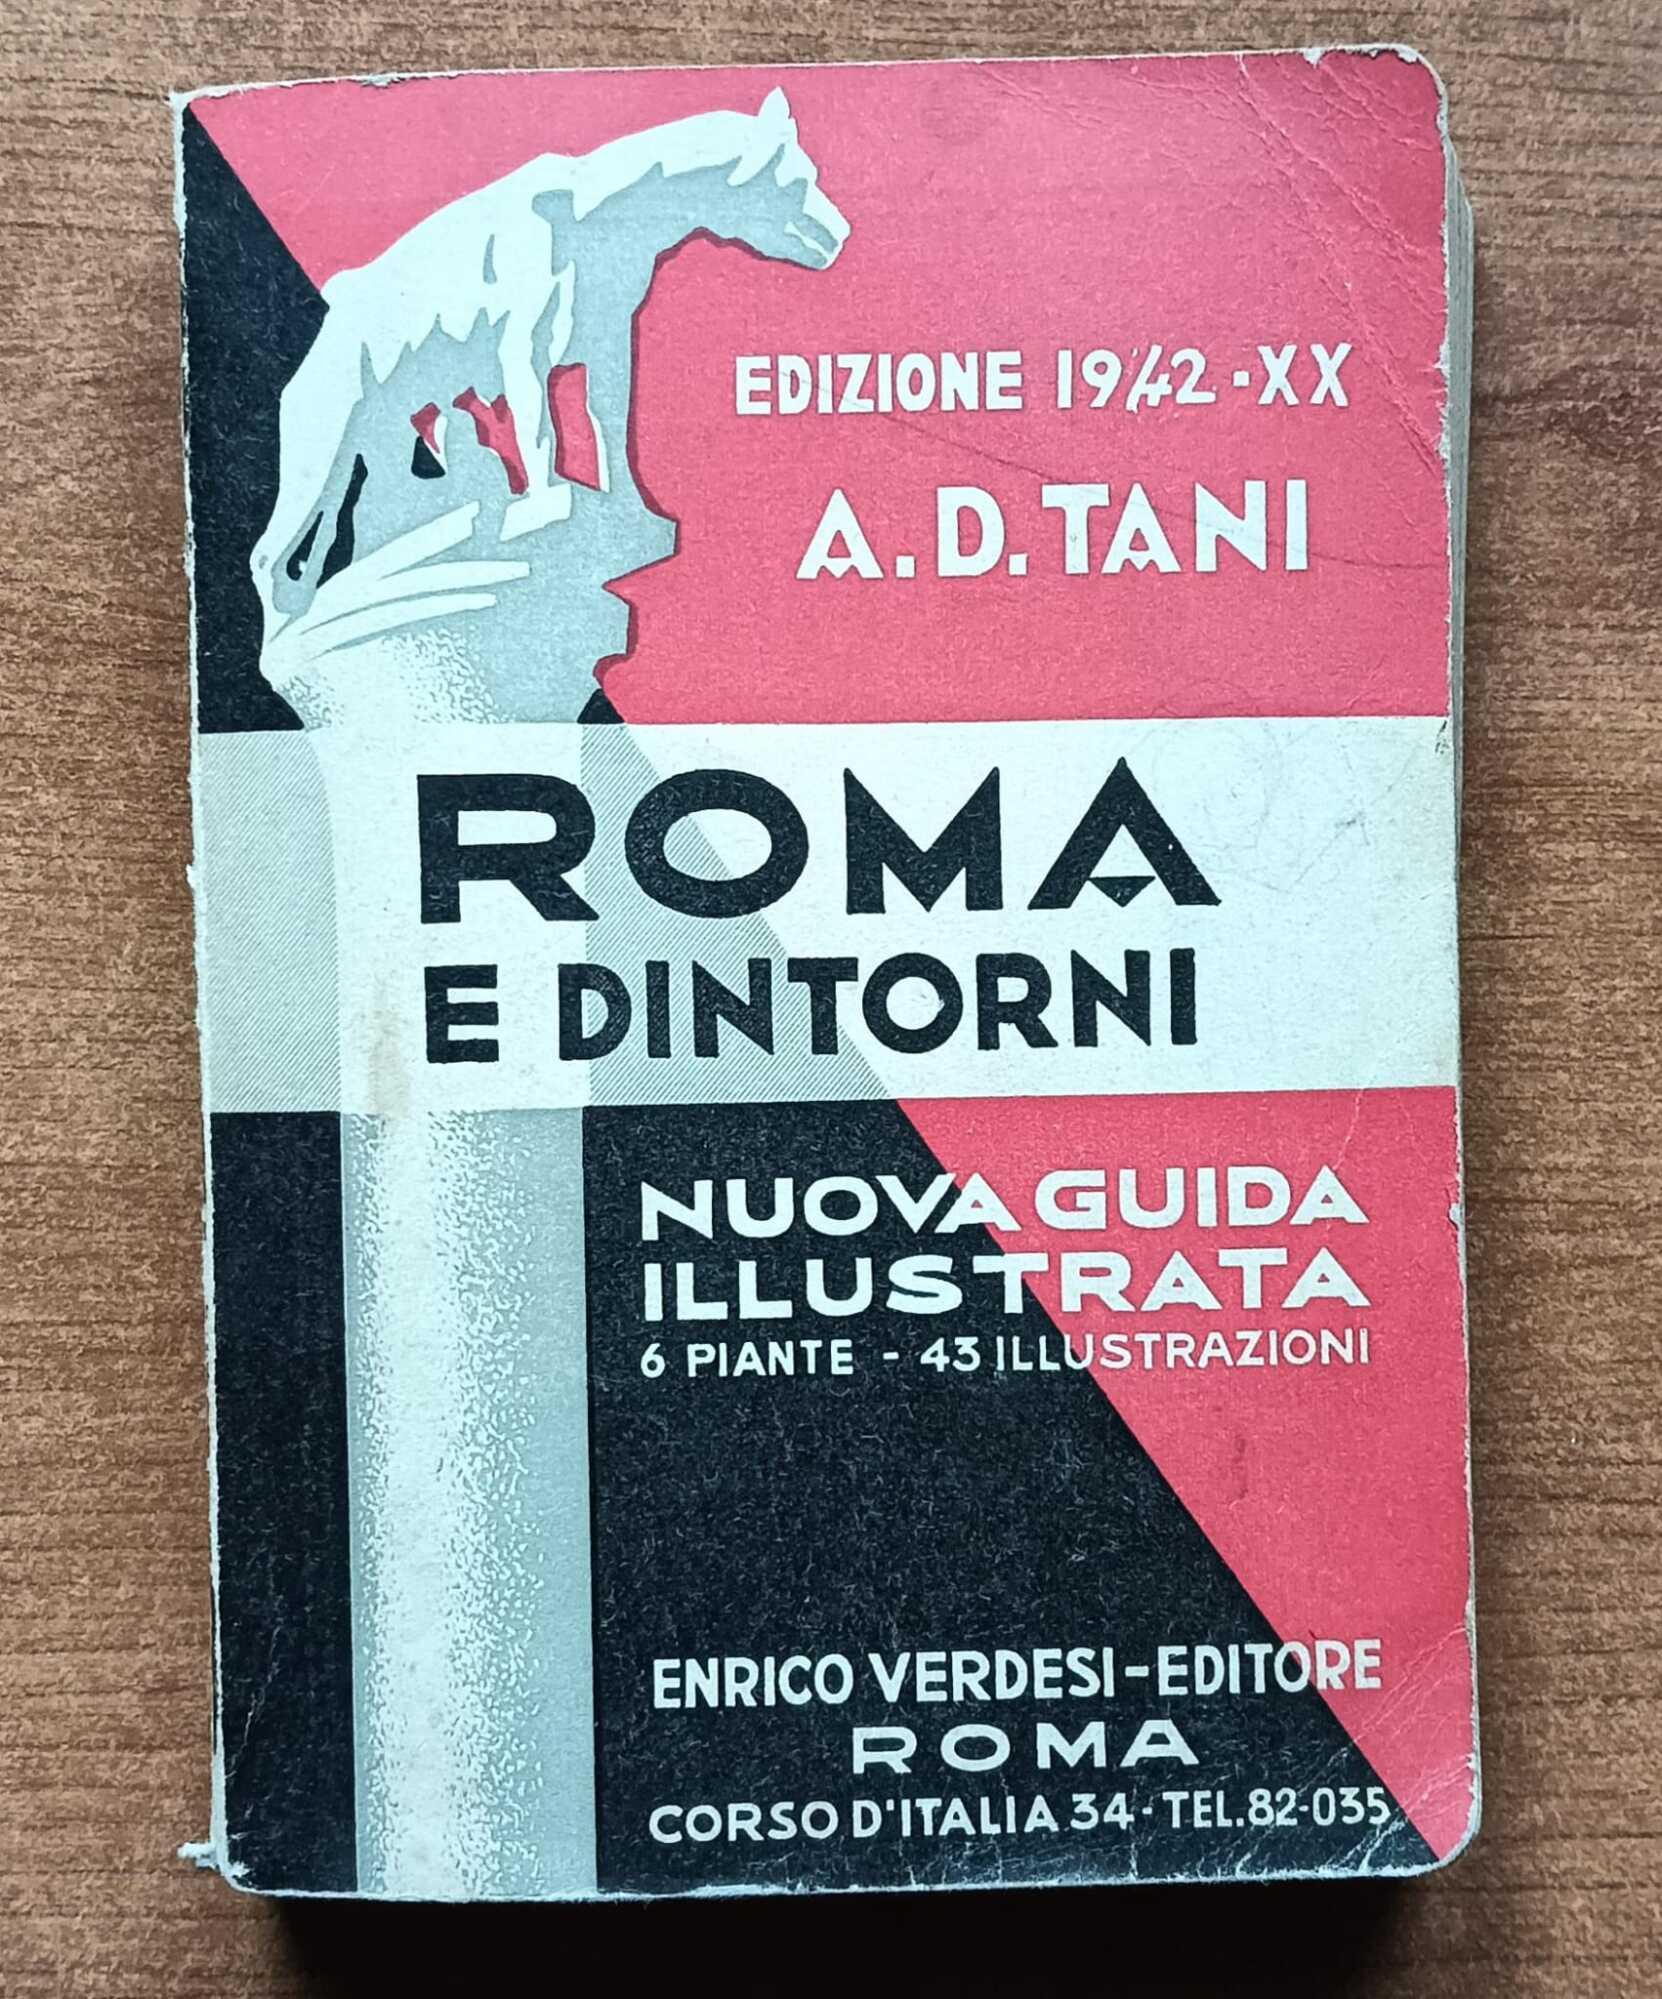 EDIZIONE 1942 · XX
A. D. TANI
ROMA
E DINTORNI
NUOVA GUIDA
ILLUSTRATA
6 PIANTE - 43 ILLUSTRAZIONI
ENRICO VERDESI - EDITORE
ROMA
CORSO D'ITALIA 34 - TEL. 82-035